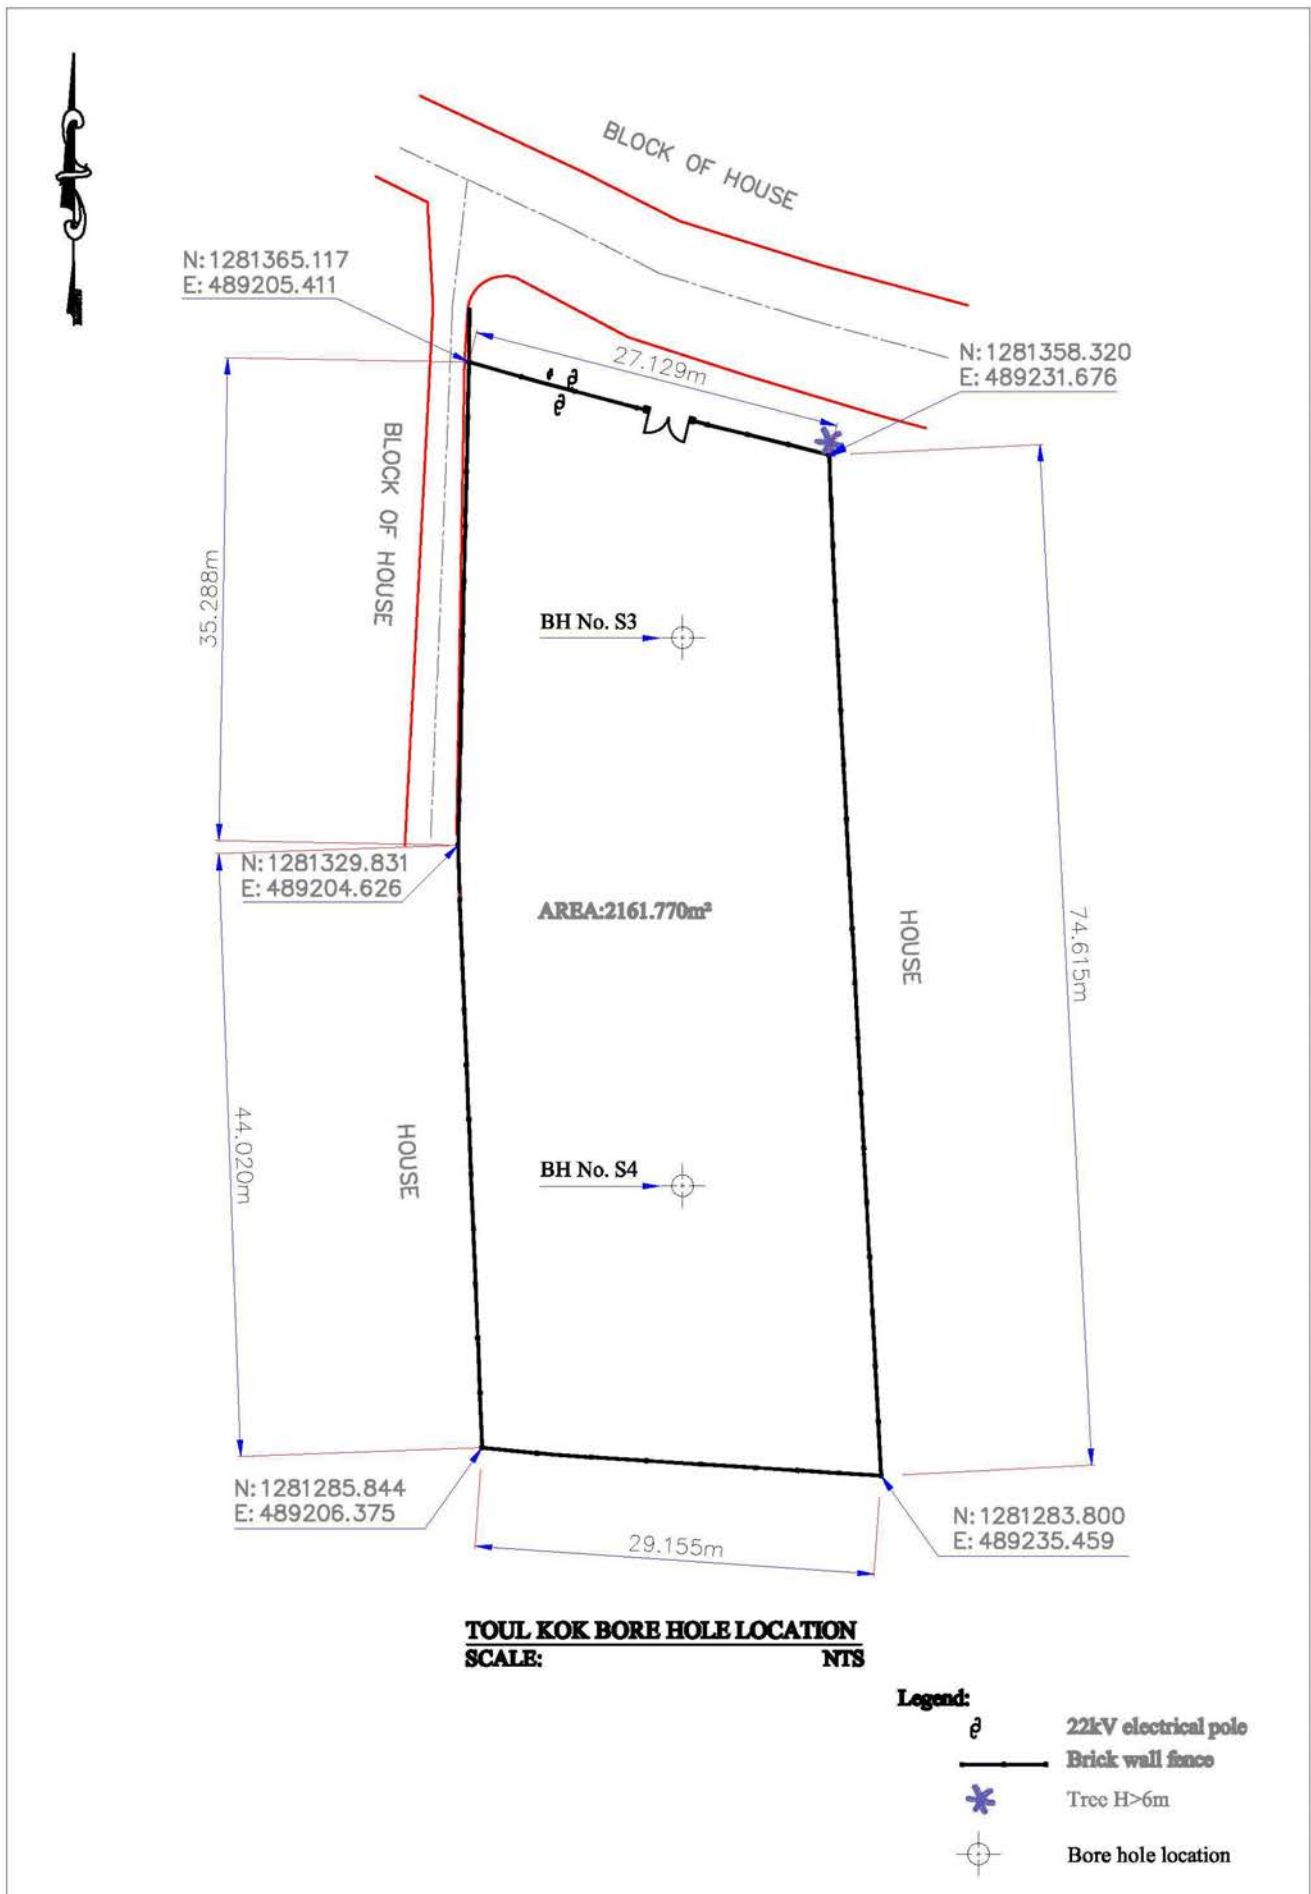 BLOCK OF HOUSE
N: 1281365.117
E: 489205.411
27.129m
N: 1281358.320
E: 489231.676
BLOCK OF HOUSE
35.288m
BH No. S3
N: 1281329.831
E: 489204.626
AREA:2161.770m²
HOUSE
74.615m
44.020m
HOUSE
BH No. S4
N: 1281285.844
E: 489206.375
N: 1281283.800
E: 489235.459
29.155m
TOUL KOK BORE HOLE LOCATION
SCALE: NTS
Legend:
22kV electrical pole
Brick wall fence
Tree H>6m
Bore hole location